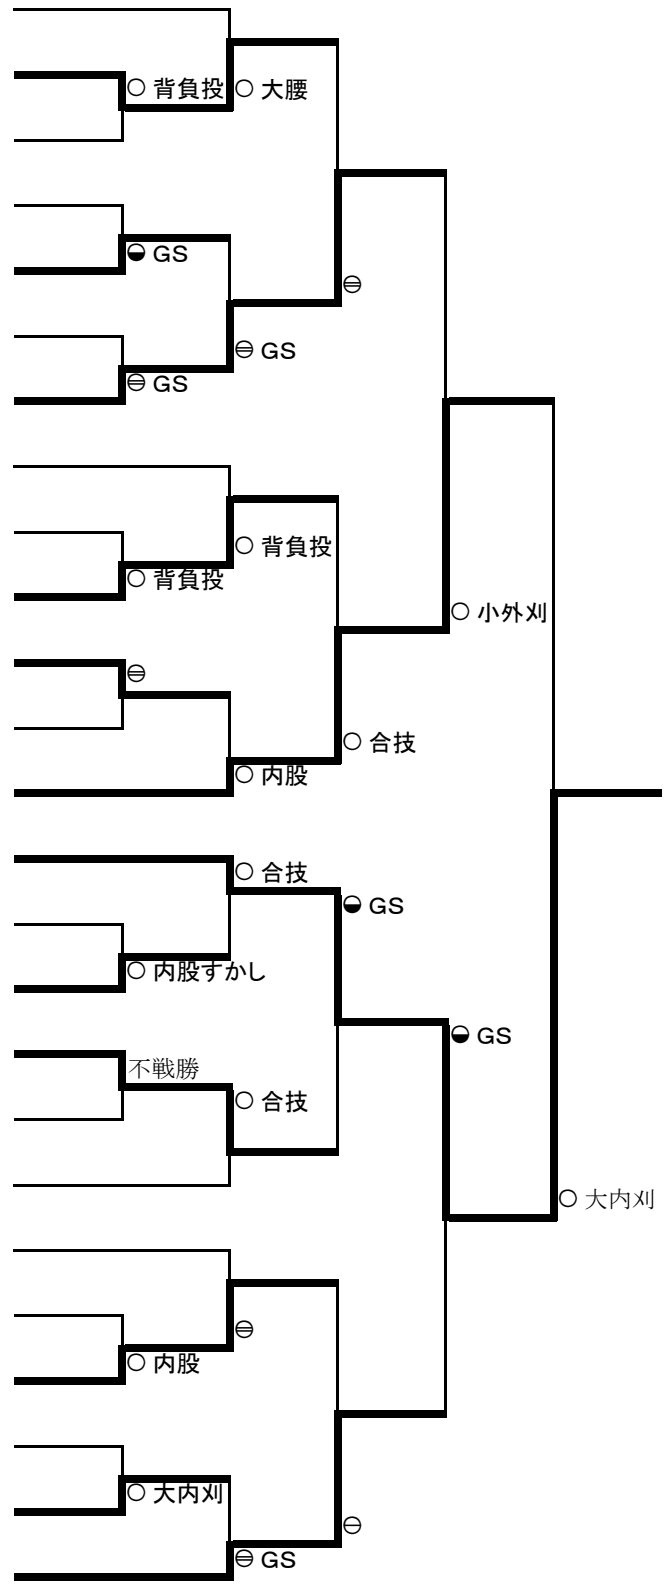 ○ 背負投
○ 大腰
◒ GS
⊖
⊖ GS
⊖ GS
○ 背負投
○ 背負投
○ 小外刈
⊖
○ 合技
○ 内股
○ 合技
◒ GS
○ 内股すかし
◒ GS
不戦勝
○ 合技
○ 大内刈
⊖
○ 内股
○ 大内刈
⊖
⊖ GS